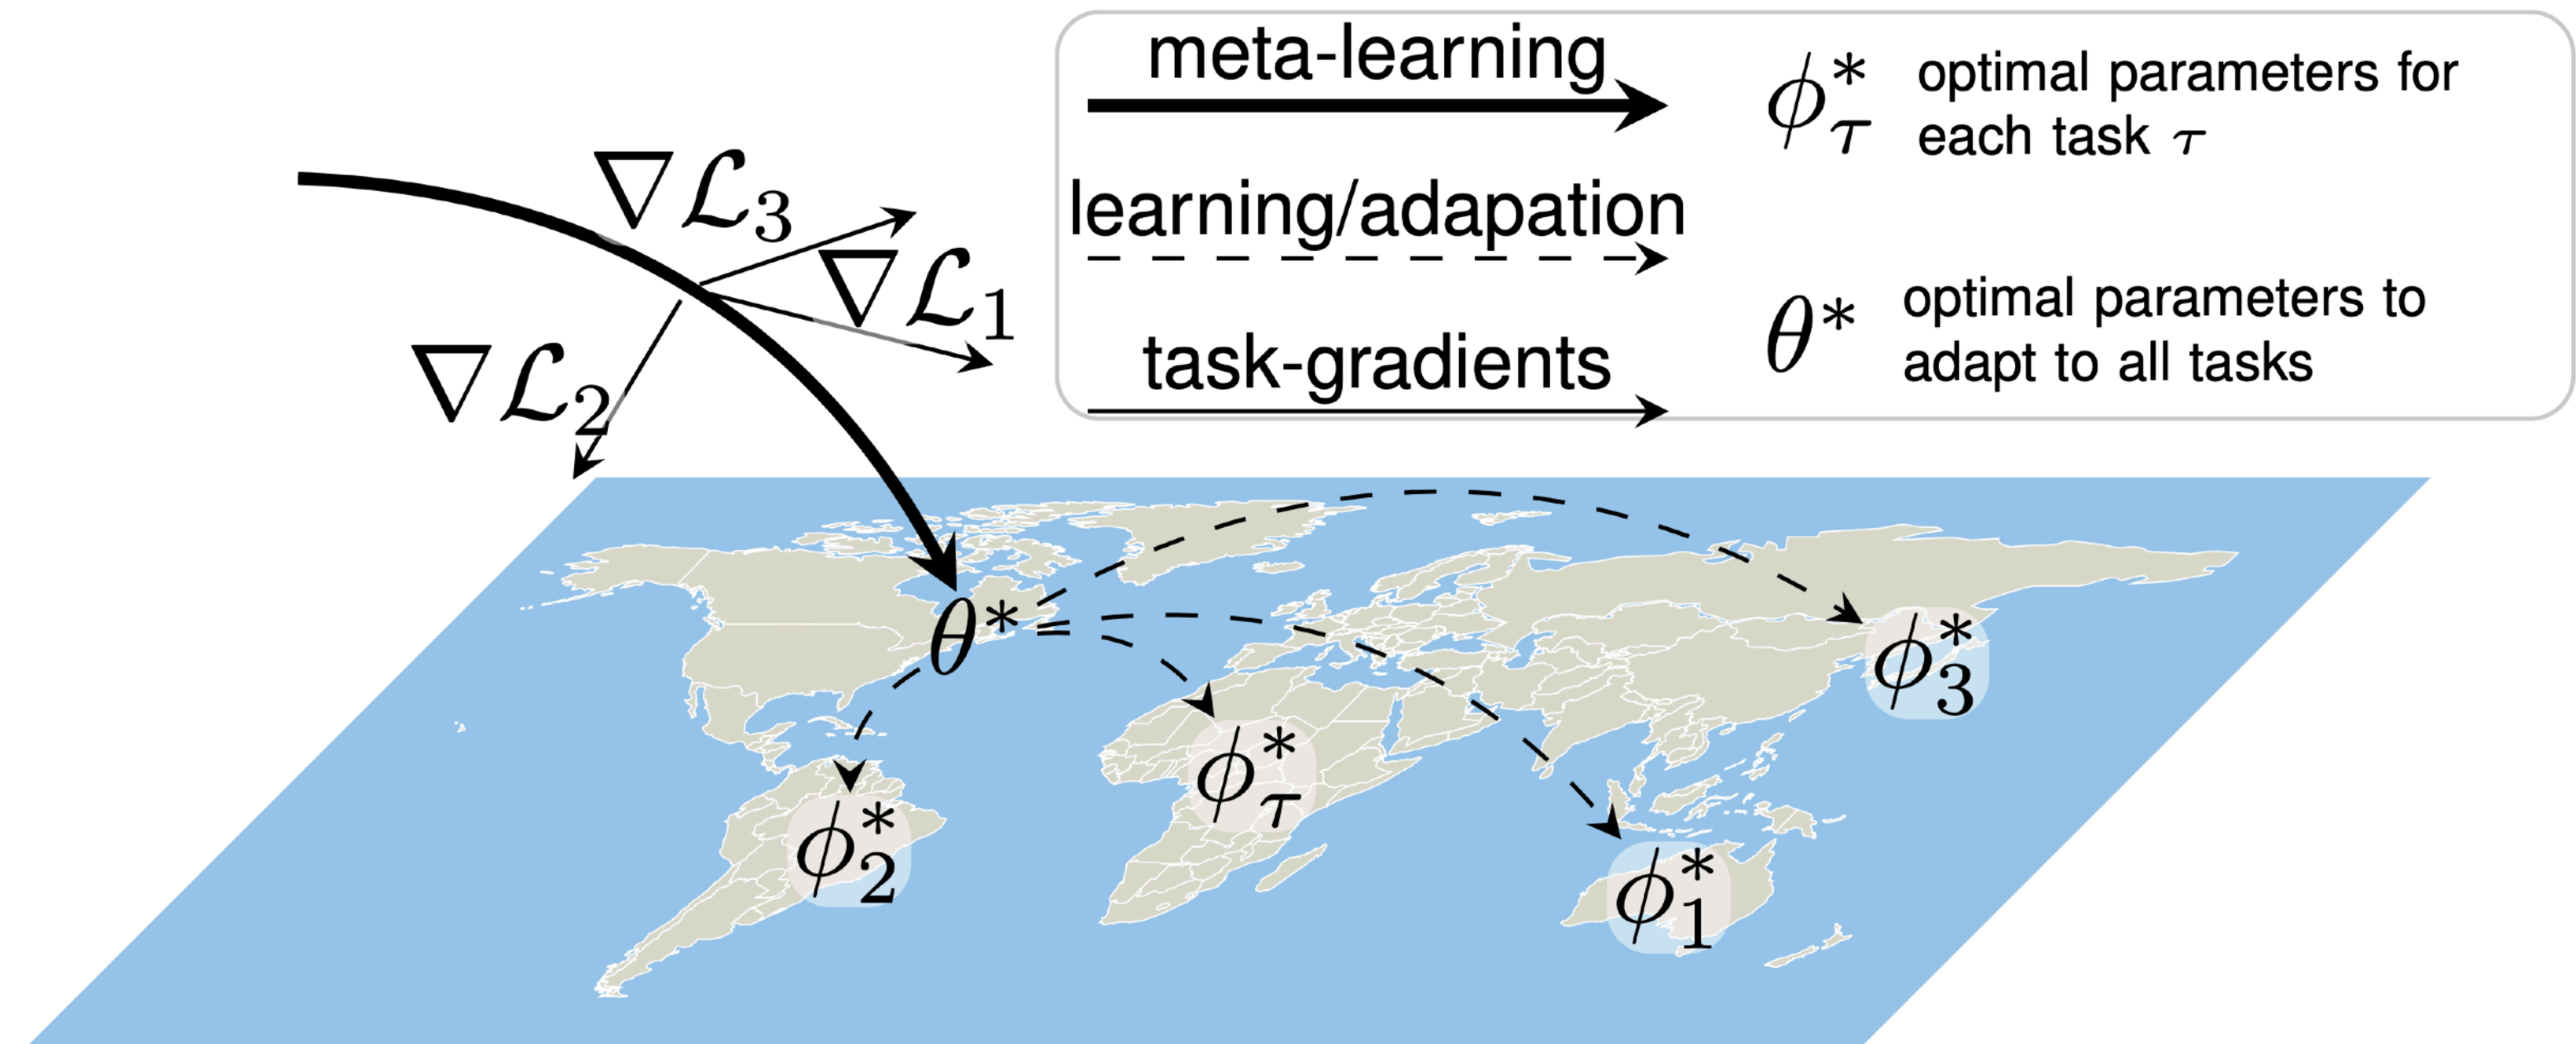 meta-learning
learning/adapation
task-gradients
ϕ*τ optimal parameters for
each task τ
θ* optimal parameters to
adapt to all tasks
∇ℒ3
∇ℒ1
∇ℒ2
θ*
ϕ*3
ϕ*τ
ϕ*2
ϕ*1